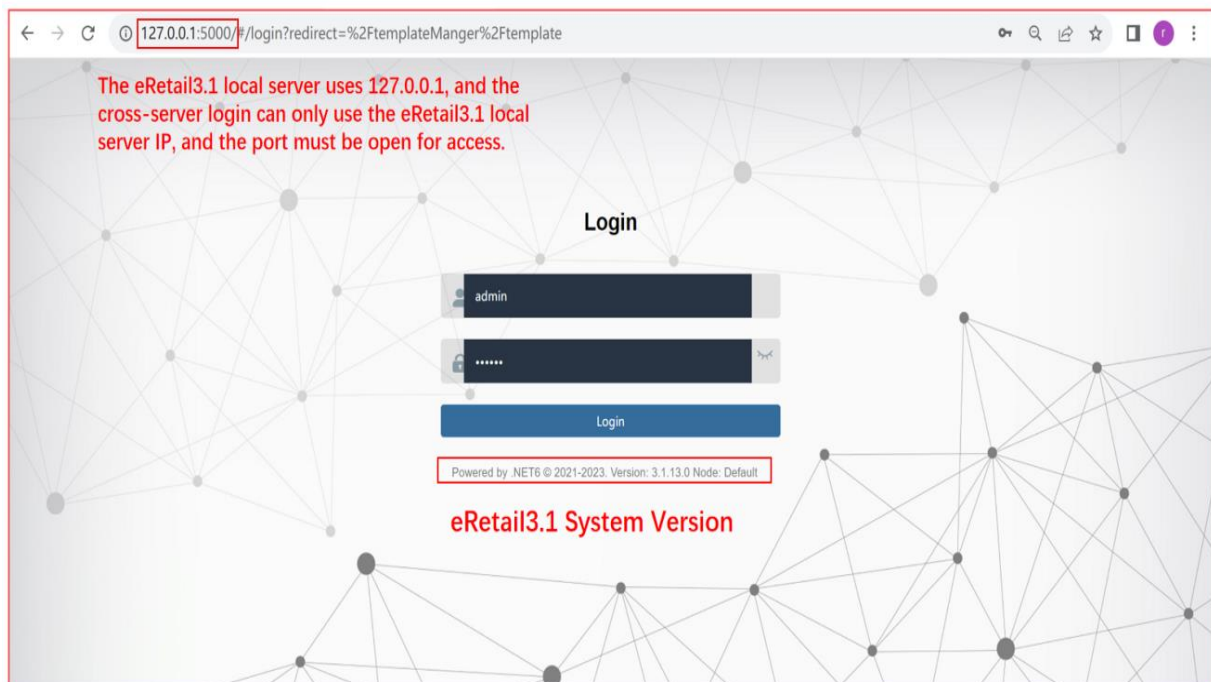 127.0.0.1:5000/#/login?redirect=%2FtemplateManger%2Ftemplate
r
The eRetail3.1 local server uses 127.0.0.1, and the
cross-server login can only use the eRetail3.1 local
server IP, and the port must be open for access.
Login
admin
••••••
Login
Powered by .NET6 © 2021-2023. Version: 3.1.13.0 Node: Default
eRetail3.1 System Version